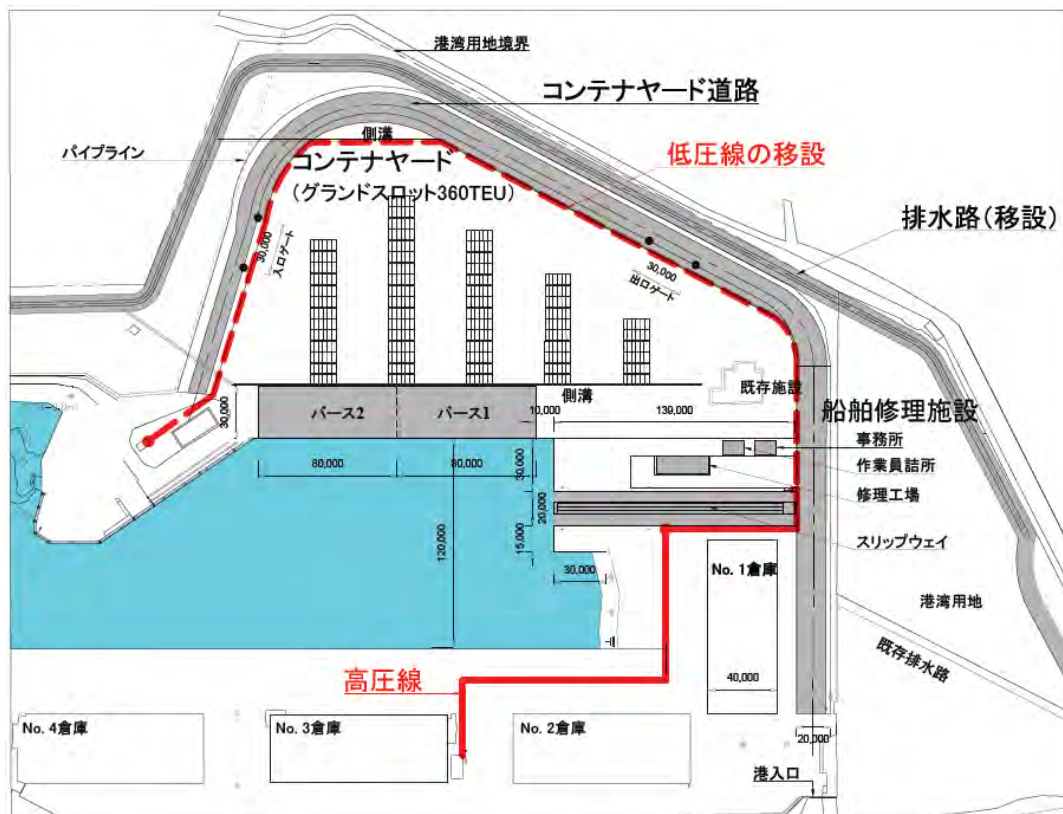 港湾用地境界
コンテナヤード道路
側溝
パイプライン
コンテナヤード
(グランドスロット360TEU)
低圧線の移設
排水路(移設)
30,000
入口ゲート
30,000
出口ゲート
既存施設
側溝
30,000
バース2
バース1
10,000
139,000
船舶修理施設
事務所
作業員詰所
修理工場
スリップウェイ
80,000
80,000
30,000
20,000
15,000
120,000
30,000
No. 1倉庫
港湾用地
既存排水路
高圧線
40,000
No. 4倉庫
No. 3倉庫
No. 2倉庫
20,000
港入口